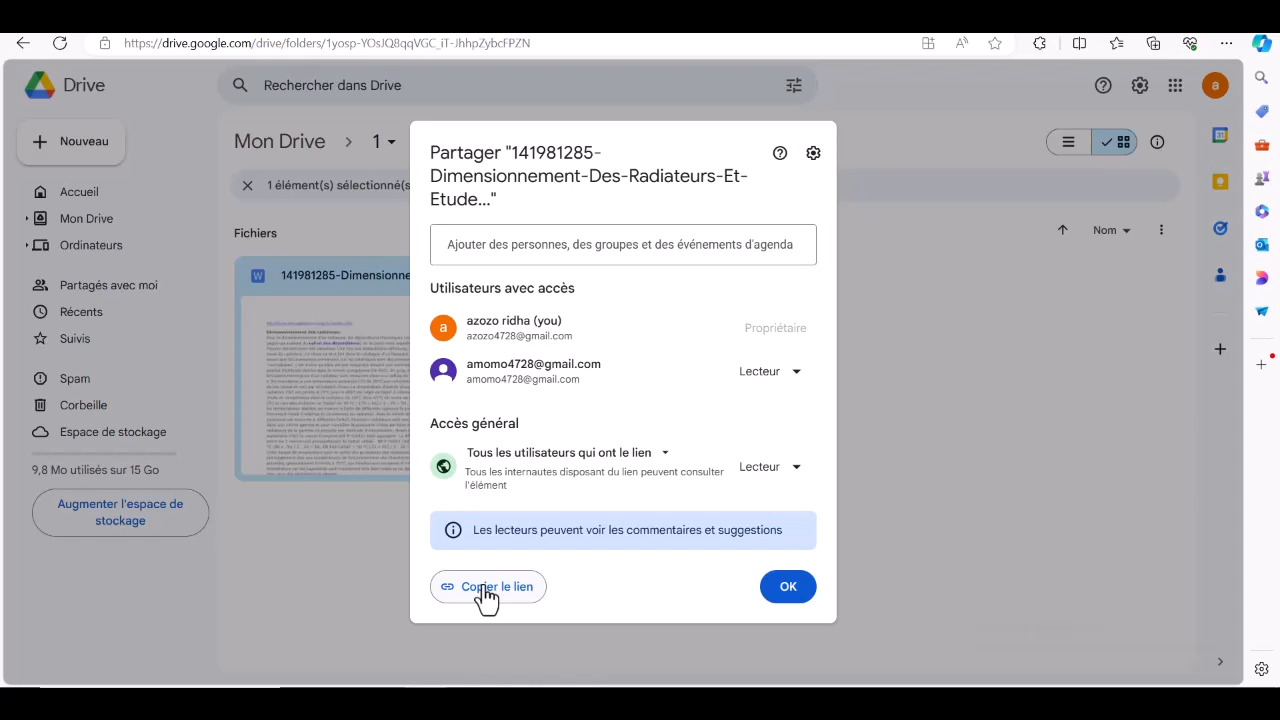 https://drive.google.com/drive/folders/1yosp-YOsJQ8qqVGC_iT-JhhpZybcFPZN
Drive
Rechercher dans Drive
a
Nouveau
Mon Drive
1
1 élément(s) sélectionné(s
Accueil
Mon Drive
Ordinateurs
Partagés avec moi
Récents
Suivis
Spam
Corbeille
Espace de stockage
9,8 Mo utilisés sur 15 Go
Augmenter l'espace de
stockage
Fichiers
Nom
W
141981285-Dimensionne
Partager "141981285-
Dimensionnement-Des-Radiateurs-Et-
Etude..."
Ajouter des personnes, des groupes et des événements d'agenda
Utilisateurs avec accès
a
azozo ridha (you)
azozo4728@gmail.com
Propriétaire
amomo4728@gmail.com
amomo4728@gmail.com
Lecteur
Accès général
Tous les utilisateurs qui ont le lien
Tous les internautes disposant du lien peuvent consulter
l'élément
Lecteur
Les lecteurs peuvent voir les commentaires et suggestions
Copier le lien
OK